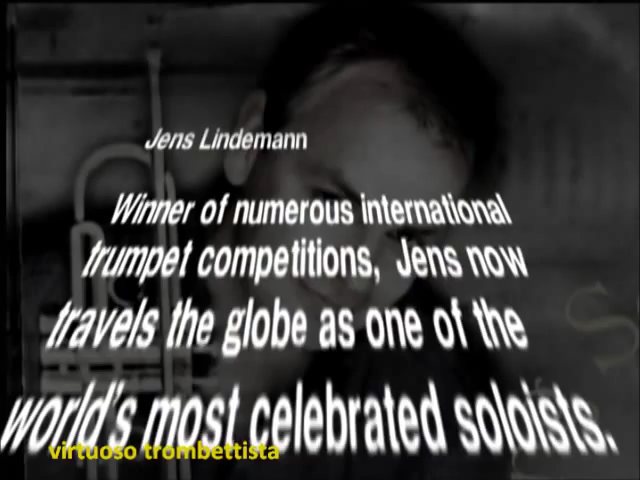 Jens Lindemann
Winner of numerous international
trumpet competitions, Jens now
travels the globe as one of the
world's most celebrated soloists.
virtuoso trombettista